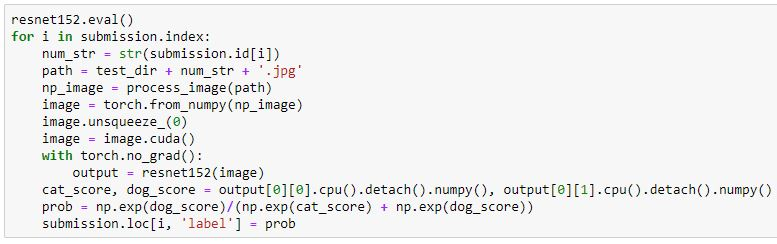 resnet152.eval()
for i in submission.index:
    num_str = str(submission.id[i])
    path = test_dir + num_str + '.jpg'
    np_image = process_image(path)
    image = torch.from_numpy(np_image)
    image.unsqueeze_(0)
    image = image.cuda()
    with torch.no_grad():
        output = resnet152(image)
    cat_score, dog_score = output[0][0].cpu().detach().numpy(), output[0][1].cpu().detach().numpy()
    prob = np.exp(dog_score)/(np.exp(cat_score) + np.exp(dog_score))
    submission.loc[i, 'label'] = prob